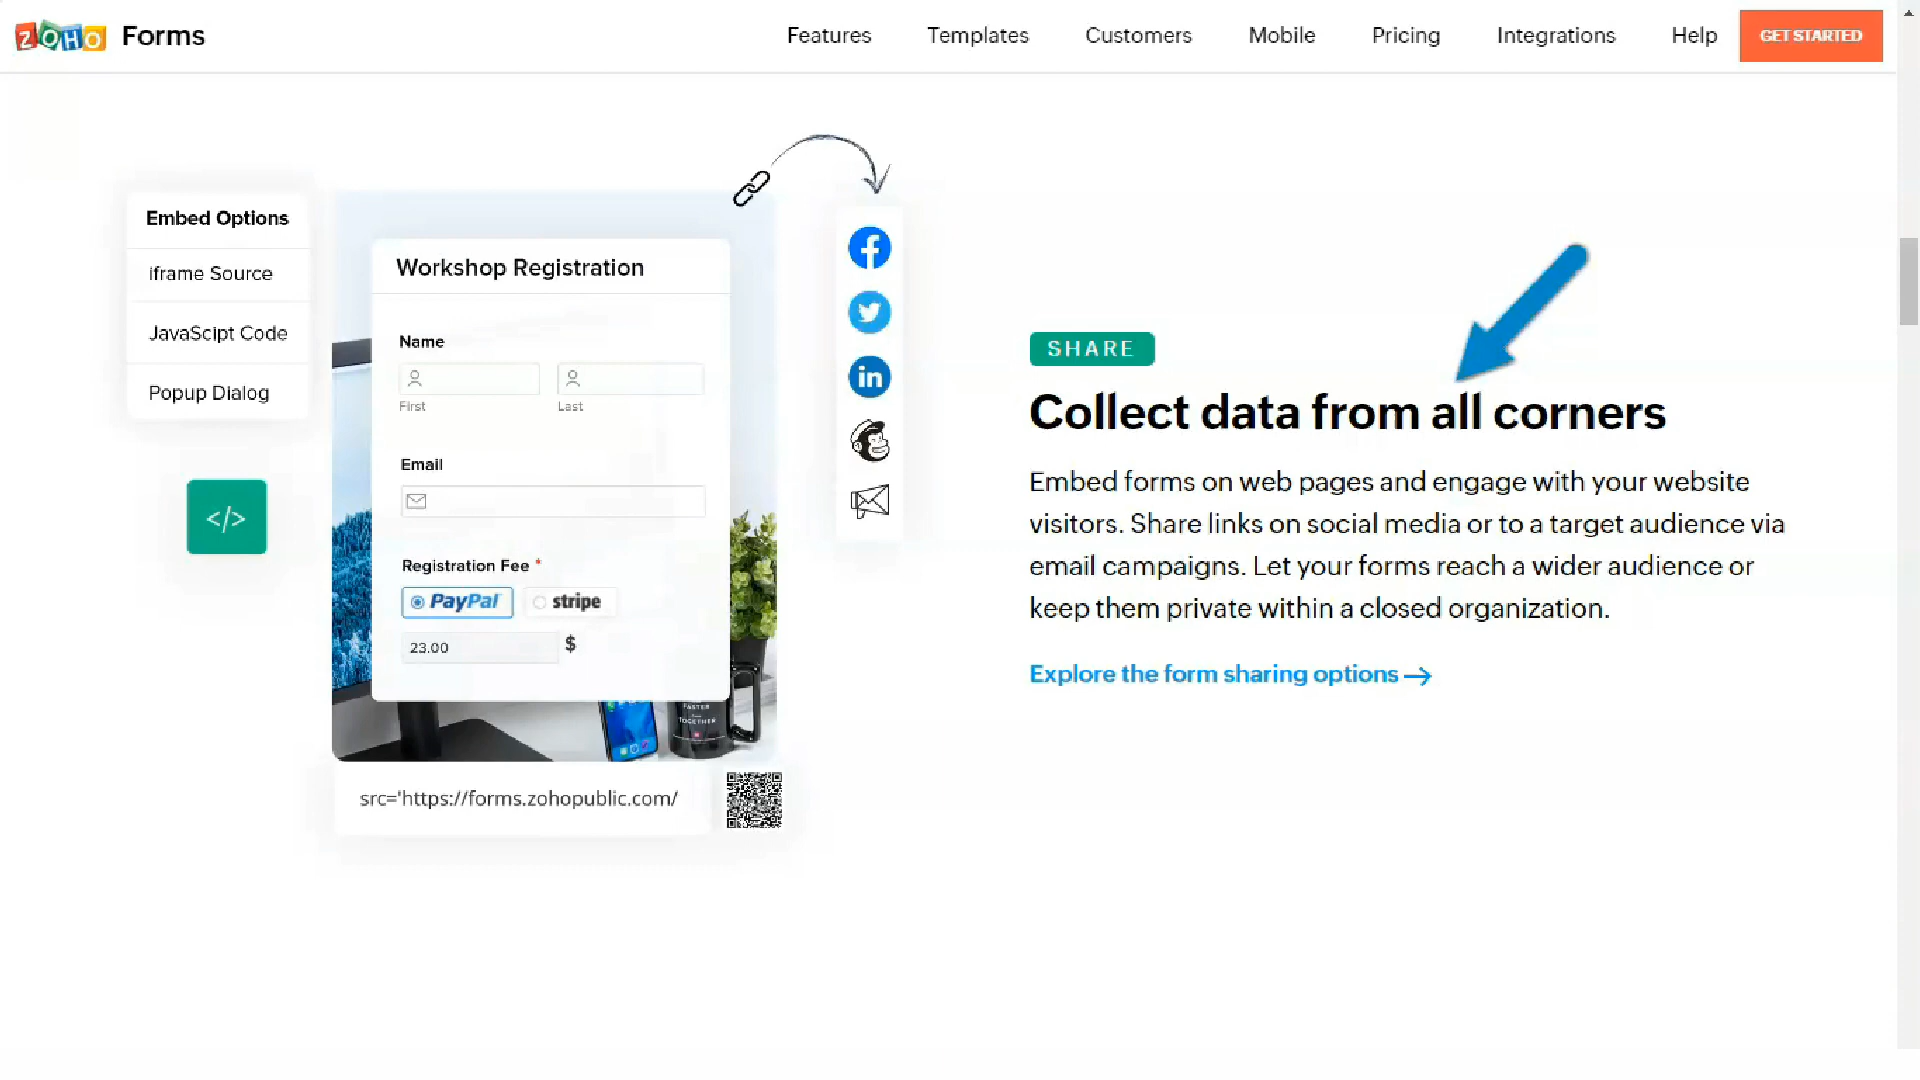 ZOHO Forms
Features
Templates
Customers
Mobile
Pricing
Integrations
Help
GET STARTED
Embed Options
iframe Source
JavaScipt Code
Popup Dialog
</>
Workshop Registration
Name
First
Last
Email
Registration Fee *
PayPal
stripe
23.00
$
FASTER
TOGETHER
src='https://forms.zohopublic.com/
in
SHARE
Collect data from all corners
Embed forms on web pages and engage with your website
visitors. Share links on social media or to a target audience via
email campaigns. Let your forms reach a wider audience or
keep them private within a closed organization.
Explore the form sharing options